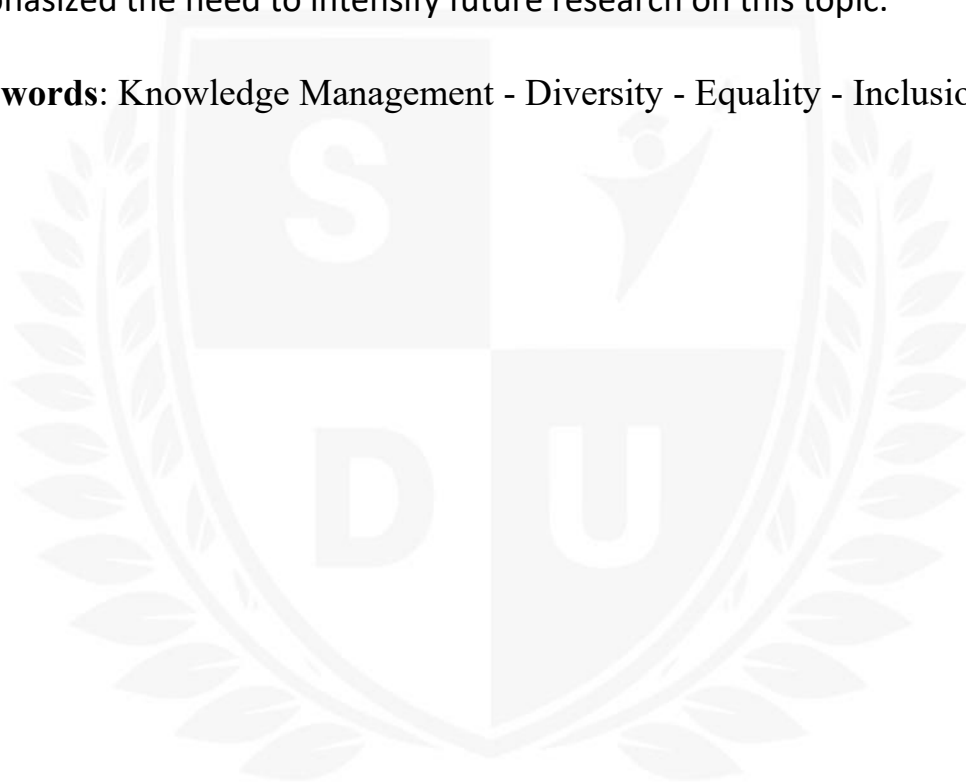 phasized the need to intensify future research on this topic.
words: Knowledge Management - Diversity - Equality - Inclusio
S
D U